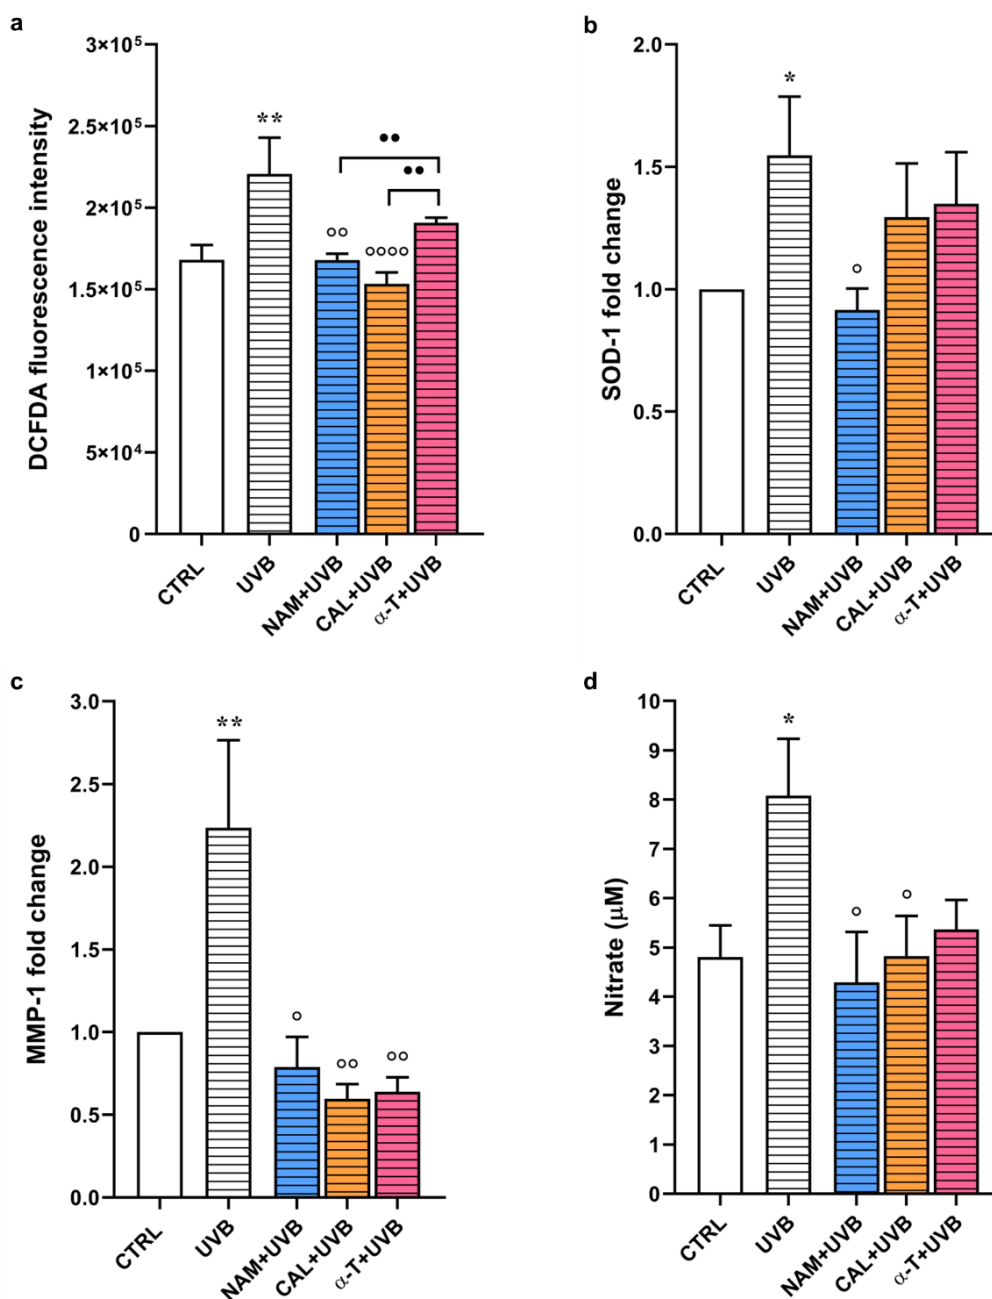 a
DCFDA fluorescence intensity
3×10⁵
2.5×10⁵
2×10⁵
1.5×10⁵
1×10⁵
5×10⁴
0
**
°°
°°°°
••
••
CTRL
UVB
NAM+UVB
CAL+UVB
α-T+UVB
b
SOD-1 fold change
2.0
1.5
1.0
0.5
0.0
*
°
CTRL
UVB
NAM+UVB
CAL+UVB
α-T+UVB
c
MMP-1 fold change
3.0
2.5
2.0
1.5
1.0
0.5
0.0
**
°
°°
°°
CTRL
UVB
NAM+UVB
CAL+UVB
α-T+UVB
d
Nitrate (μM)
10
9
8
7
6
5
4
3
2
1
0
*
°
°
CTRL
UVB
NAM+UVB
CAL+UVB
α-T+UVB